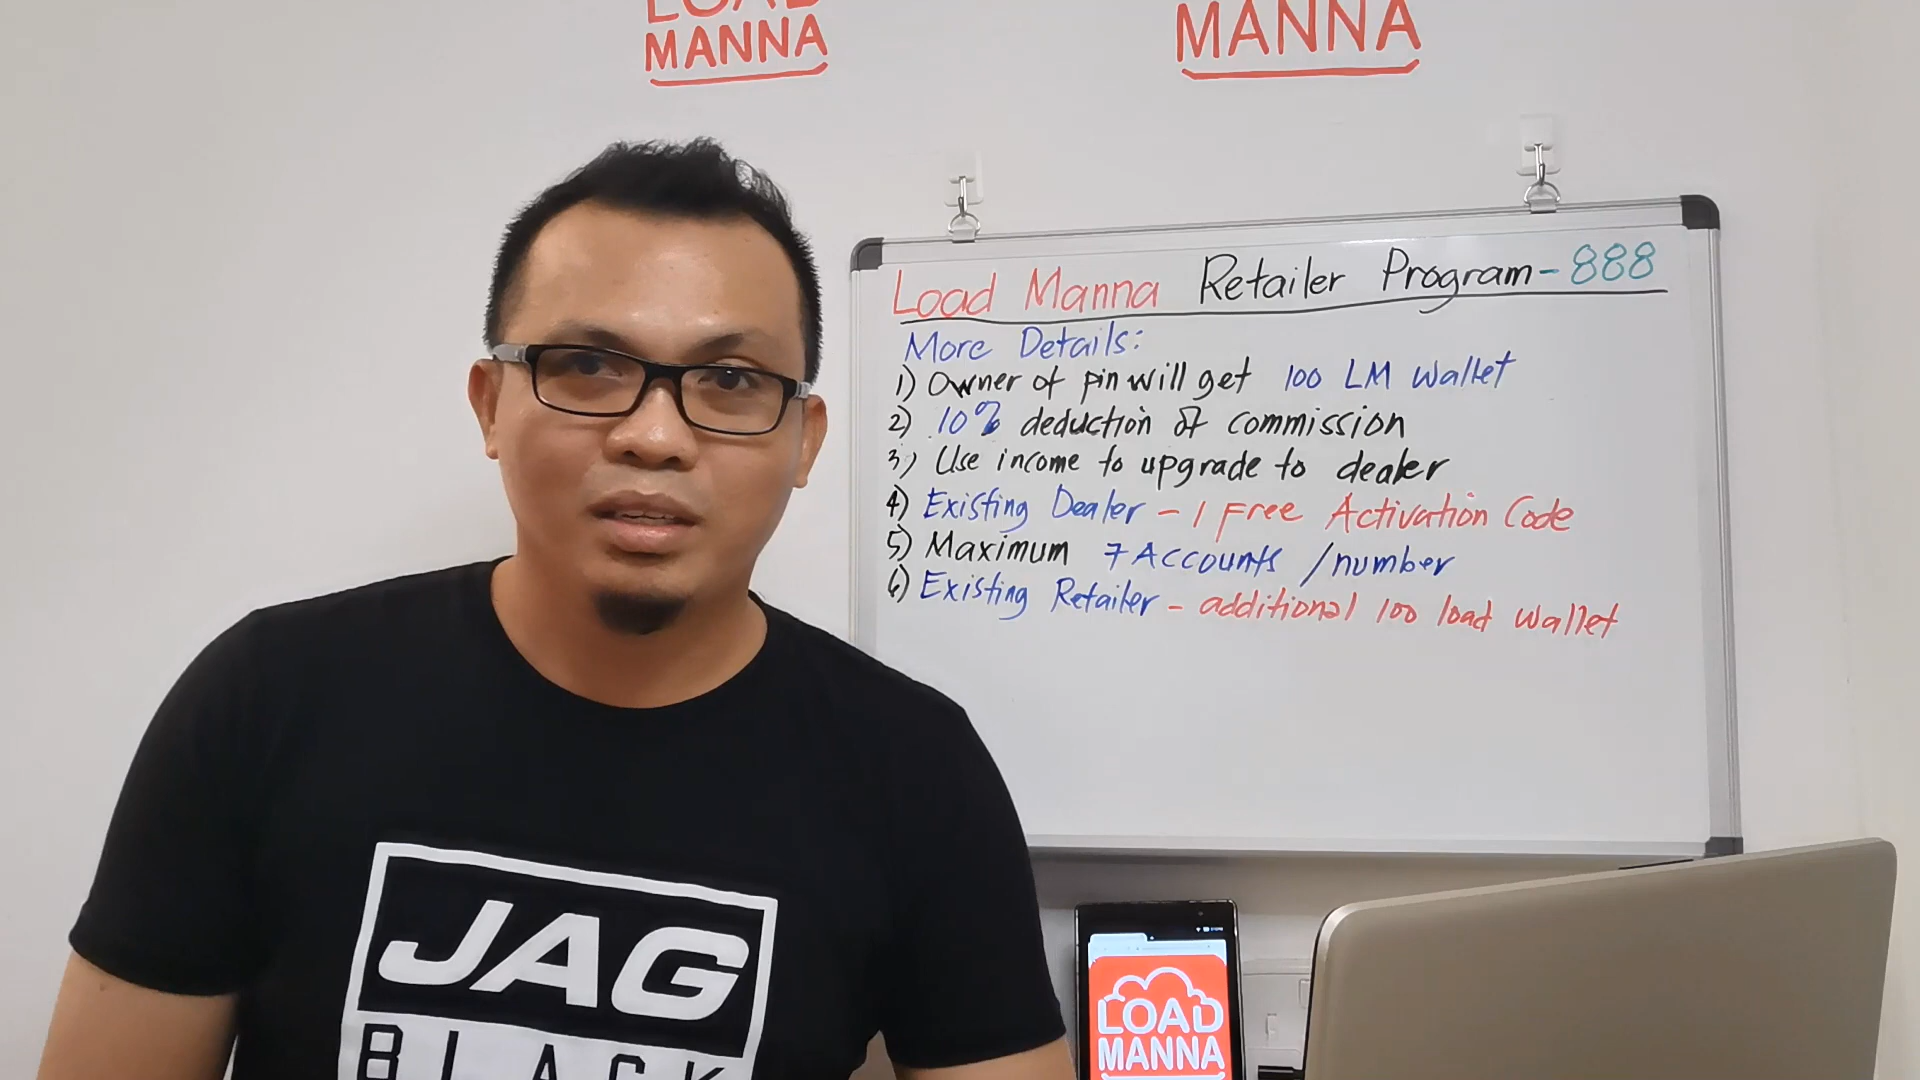 LOAD
MANNA
MANNA
Load Manna Retailer Program - 888
More Details:
1) Owner of pin will get 100 LM Wallet
2) 10% deduction of commission
3) Use income to upgrade to dealer
4) Existing Dealer - 1 Free Activation Code
5) Maximum 7 Accounts /number
6) Existing Retailer - additional 100 load wallet
JAG
BLACK
LOAD
MANNA